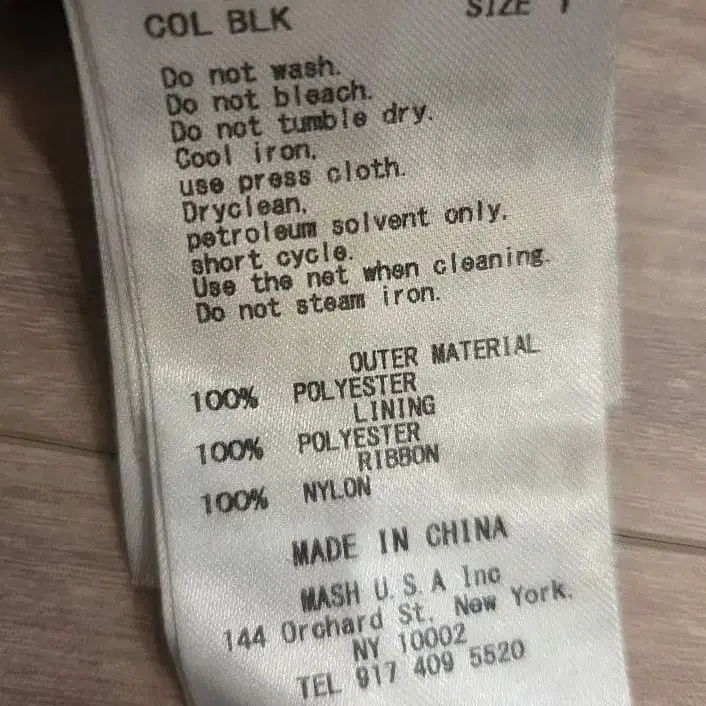 COL BLK SIZE
Do not wash.
Do not bleach.
Do not tumble dry.
Cool iron,
use press cloth.
Dryclean,
petroleum solvent only,
short cycle.
Use the net when cleaning.
Do not steam iron.
OUTER MATERIAL
100% POLYESTER
LINING
100% POLYESTER
RIBBON
100% NYLON
MADE IN CHINA
MASH U.S.A Inc
144 Orchard St, New York.
NY 10002
TEL 917 409 5520